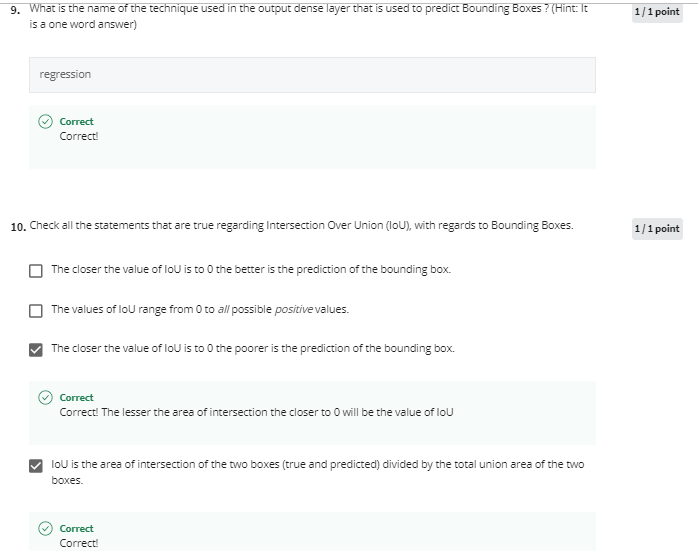 9. What is the name of the technique used in the output dense layer that is used to predict Bounding Boxes ? (Hint: It
is a one word answer)
1 / 1 point
regression
Correct
Correct!
10. Check all the statements that are true regarding Intersection Over Union (IoU), with regards to Bounding Boxes.
1 / 1 point
The closer the value of IoU is to 0 the better is the prediction of the bounding box.
The values of IoU range from 0 to all possible positive values.
The closer the value of IoU is to 0 the poorer is the prediction of the bounding box.
Correct
Correct! The lesser the area of intersection the closer to 0 will be the value of IoU
IoU is the area of intersection of the two boxes (true and predicted) divided by the total union area of the two
boxes.
Correct
Correct!